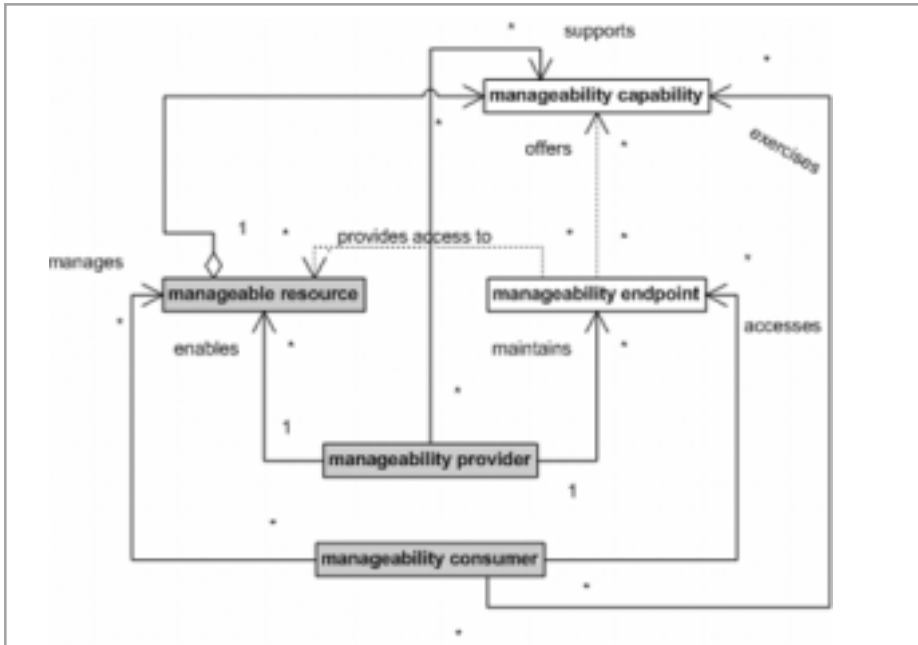 * supports
*
manageability capability
*
offers
*
exercises
1 * provides access to * *
*
manages
manageable resource
manageability endpoint
*
accesses
enables * maintains *
*
1
manageability provider
1
*
manageability consumer
*
*